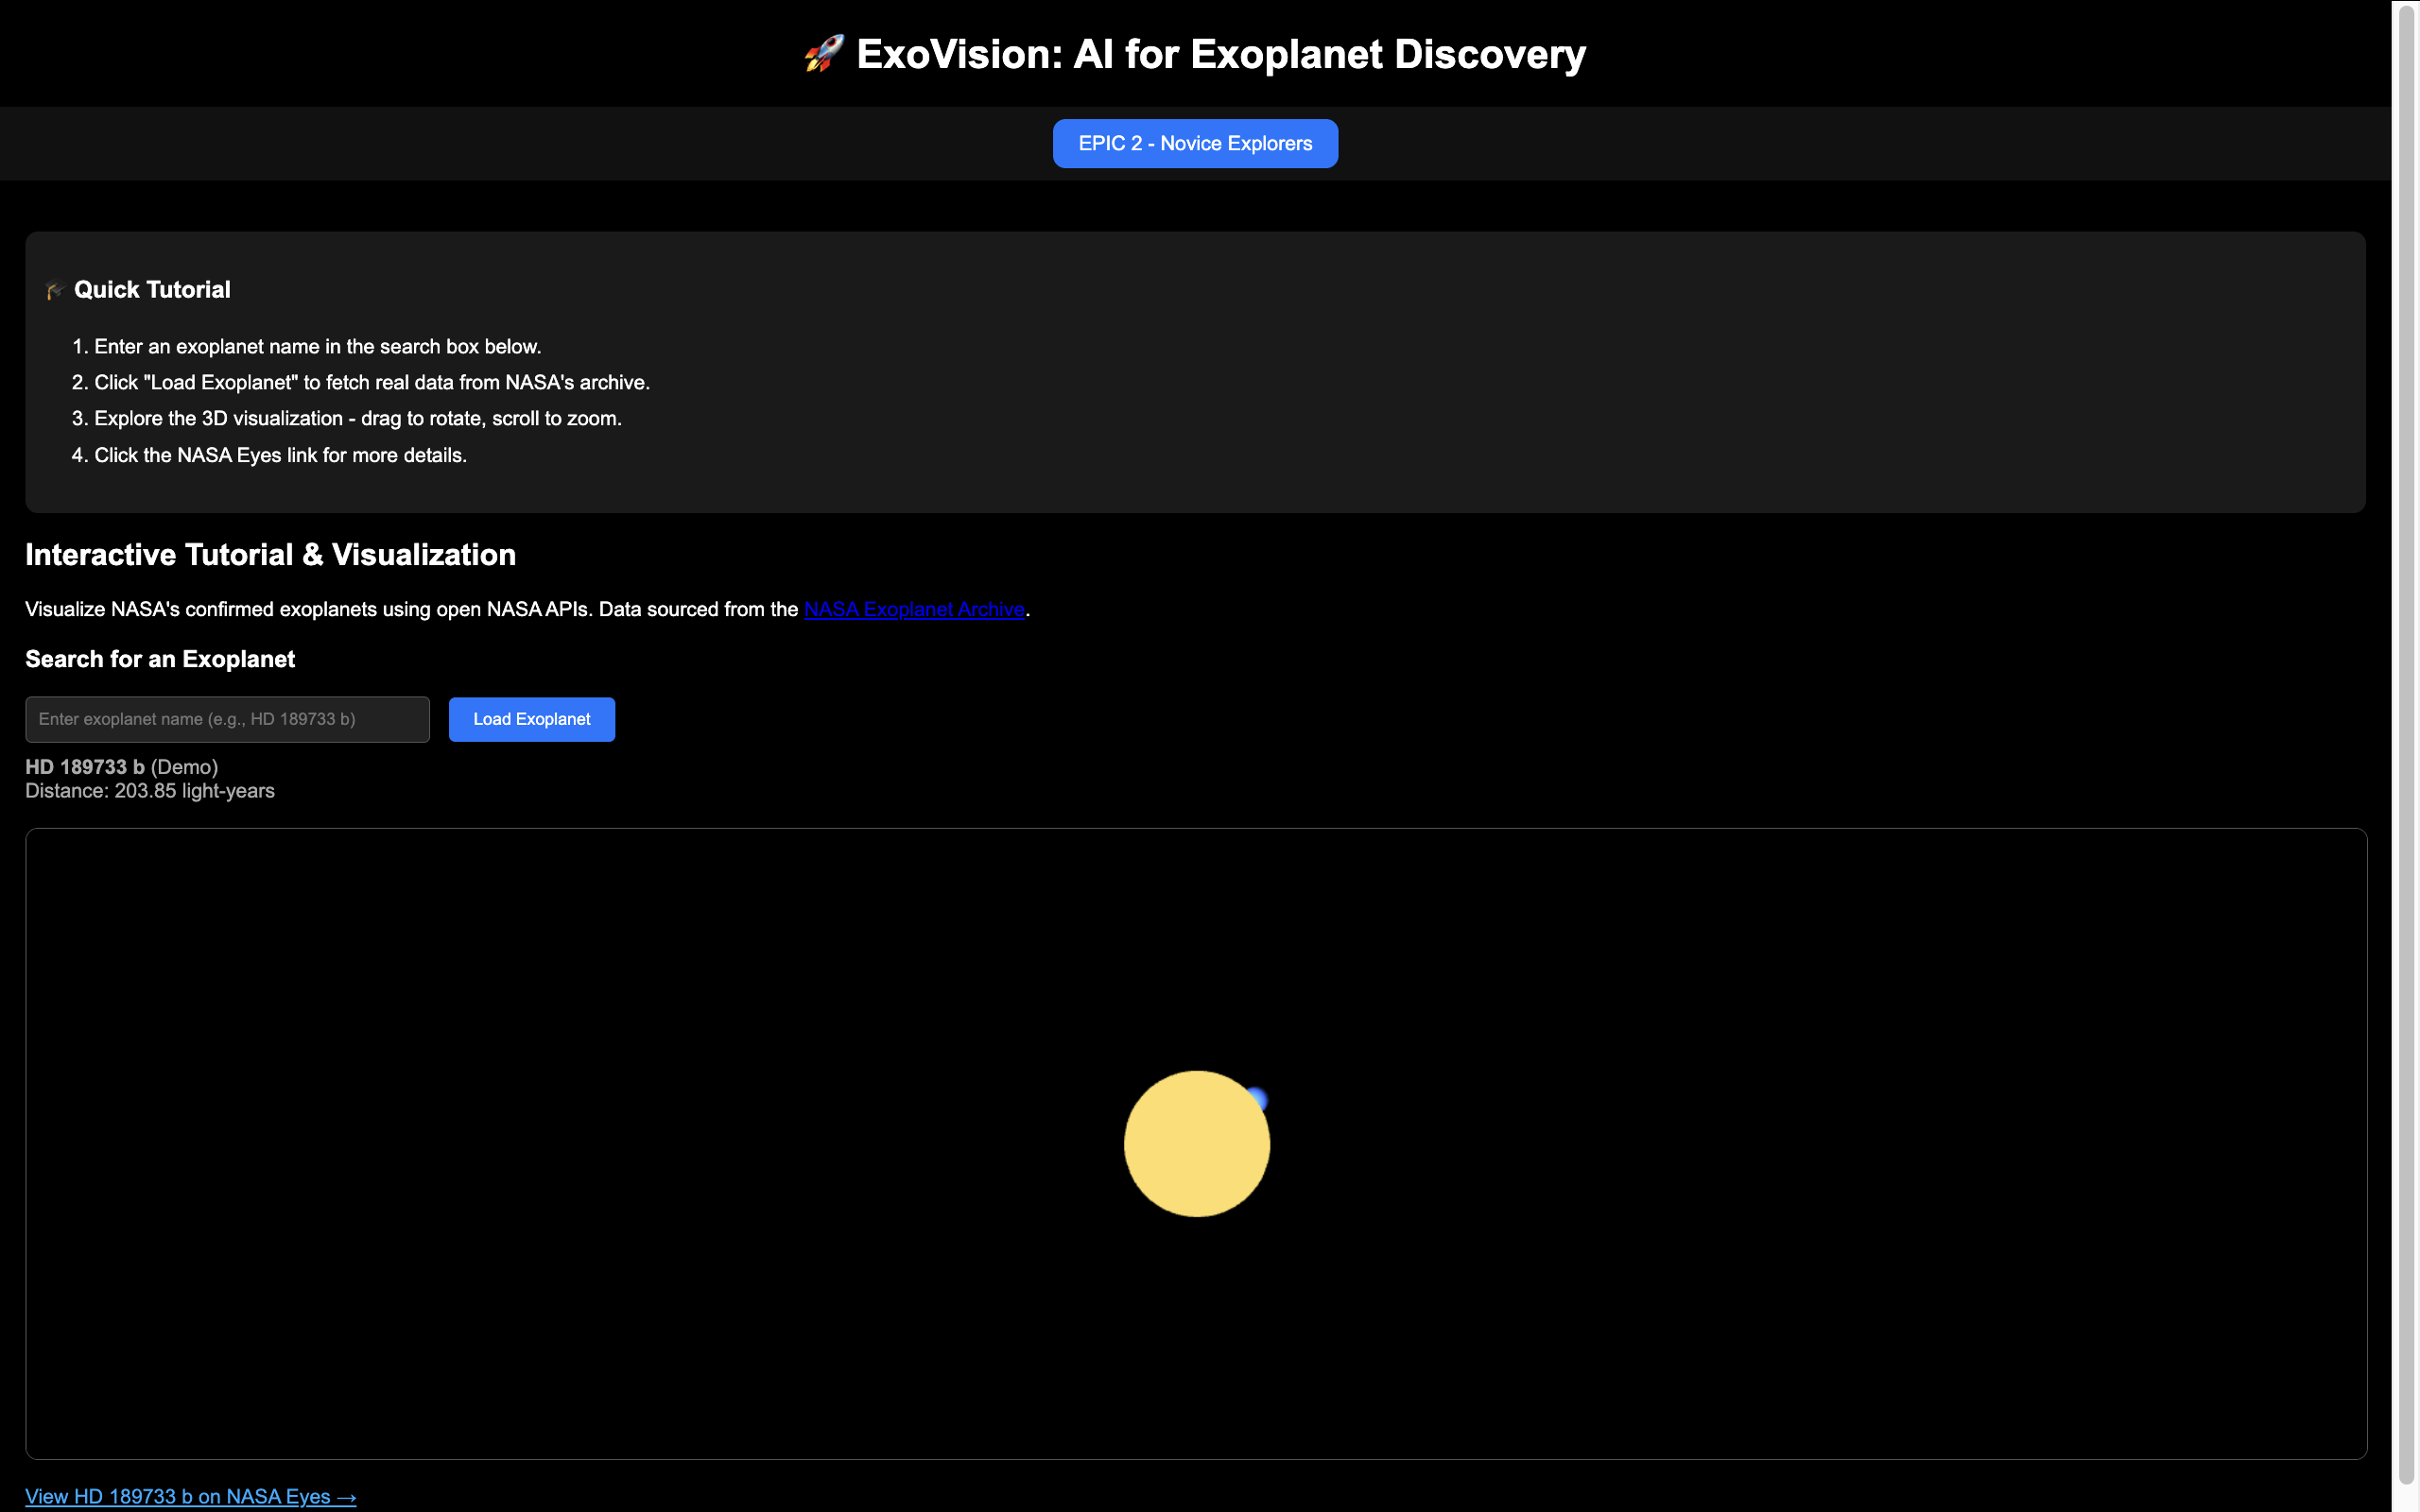 🚀 ExoVision: AI for Exoplanet Discovery
EPIC 2 - Novice Explorers
🎓 Quick Tutorial
1. Enter an exoplanet name in the search box below.
2. Click "Load Exoplanet" to fetch real data from NASA's archive.
3. Explore the 3D visualization - drag to rotate, scroll to zoom.
4. Click the NASA Eyes link for more details.
Interactive Tutorial & Visualization
Visualize NASA's confirmed exoplanets using open NASA APIs. Data sourced from the NASA Exoplanet Archive.
Search for an Exoplanet
Enter exoplanet name (e.g., HD 189733 b)
Load Exoplanet
HD 189733 b (Demo)
Distance: 203.85 light-years
View HD 189733 b on NASA Eyes →